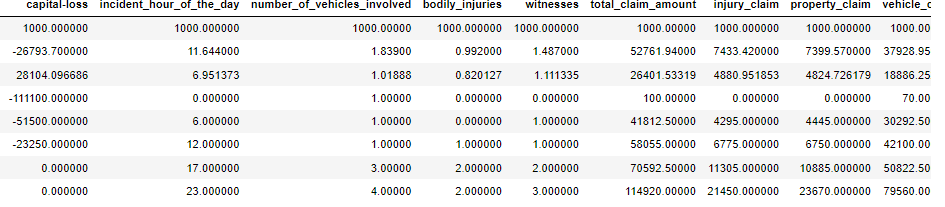 capital-loss incident_hour_of_the_day number_of_vehicles_involved bodily_injuries witnesses total_claim_amount injury_claim property_claim vehicle_c
1000.000000 1000.000000 1000.00000 1000.000000 1000.000000 1000.00000 1000.000000 1000.000000 1000.00
-26793.700000 11.644000 1.83900 0.992000 1.487000 52761.94000 7433.420000 7399.570000 37928.95
28104.096686 6.951373 1.01888 0.820127 1.111335 26401.53319 4880.951853 4824.726179 18886.25
-111100.000000 0.000000 1.00000 0.000000 0.000000 100.00000 0.000000 0.000000 70.00
-51500.000000 6.000000 1.00000 0.000000 1.000000 41812.50000 4295.000000 4445.000000 30292.50
-23250.000000 12.000000 1.00000 1.000000 1.000000 58055.00000 6775.000000 6750.000000 42100.00
0.000000 17.000000 3.00000 2.000000 2.000000 70592.50000 11305.000000 10885.000000 50822.50
0.000000 23.000000 4.00000 2.000000 3.000000 114920.00000 21450.000000 23670.000000 79560.00